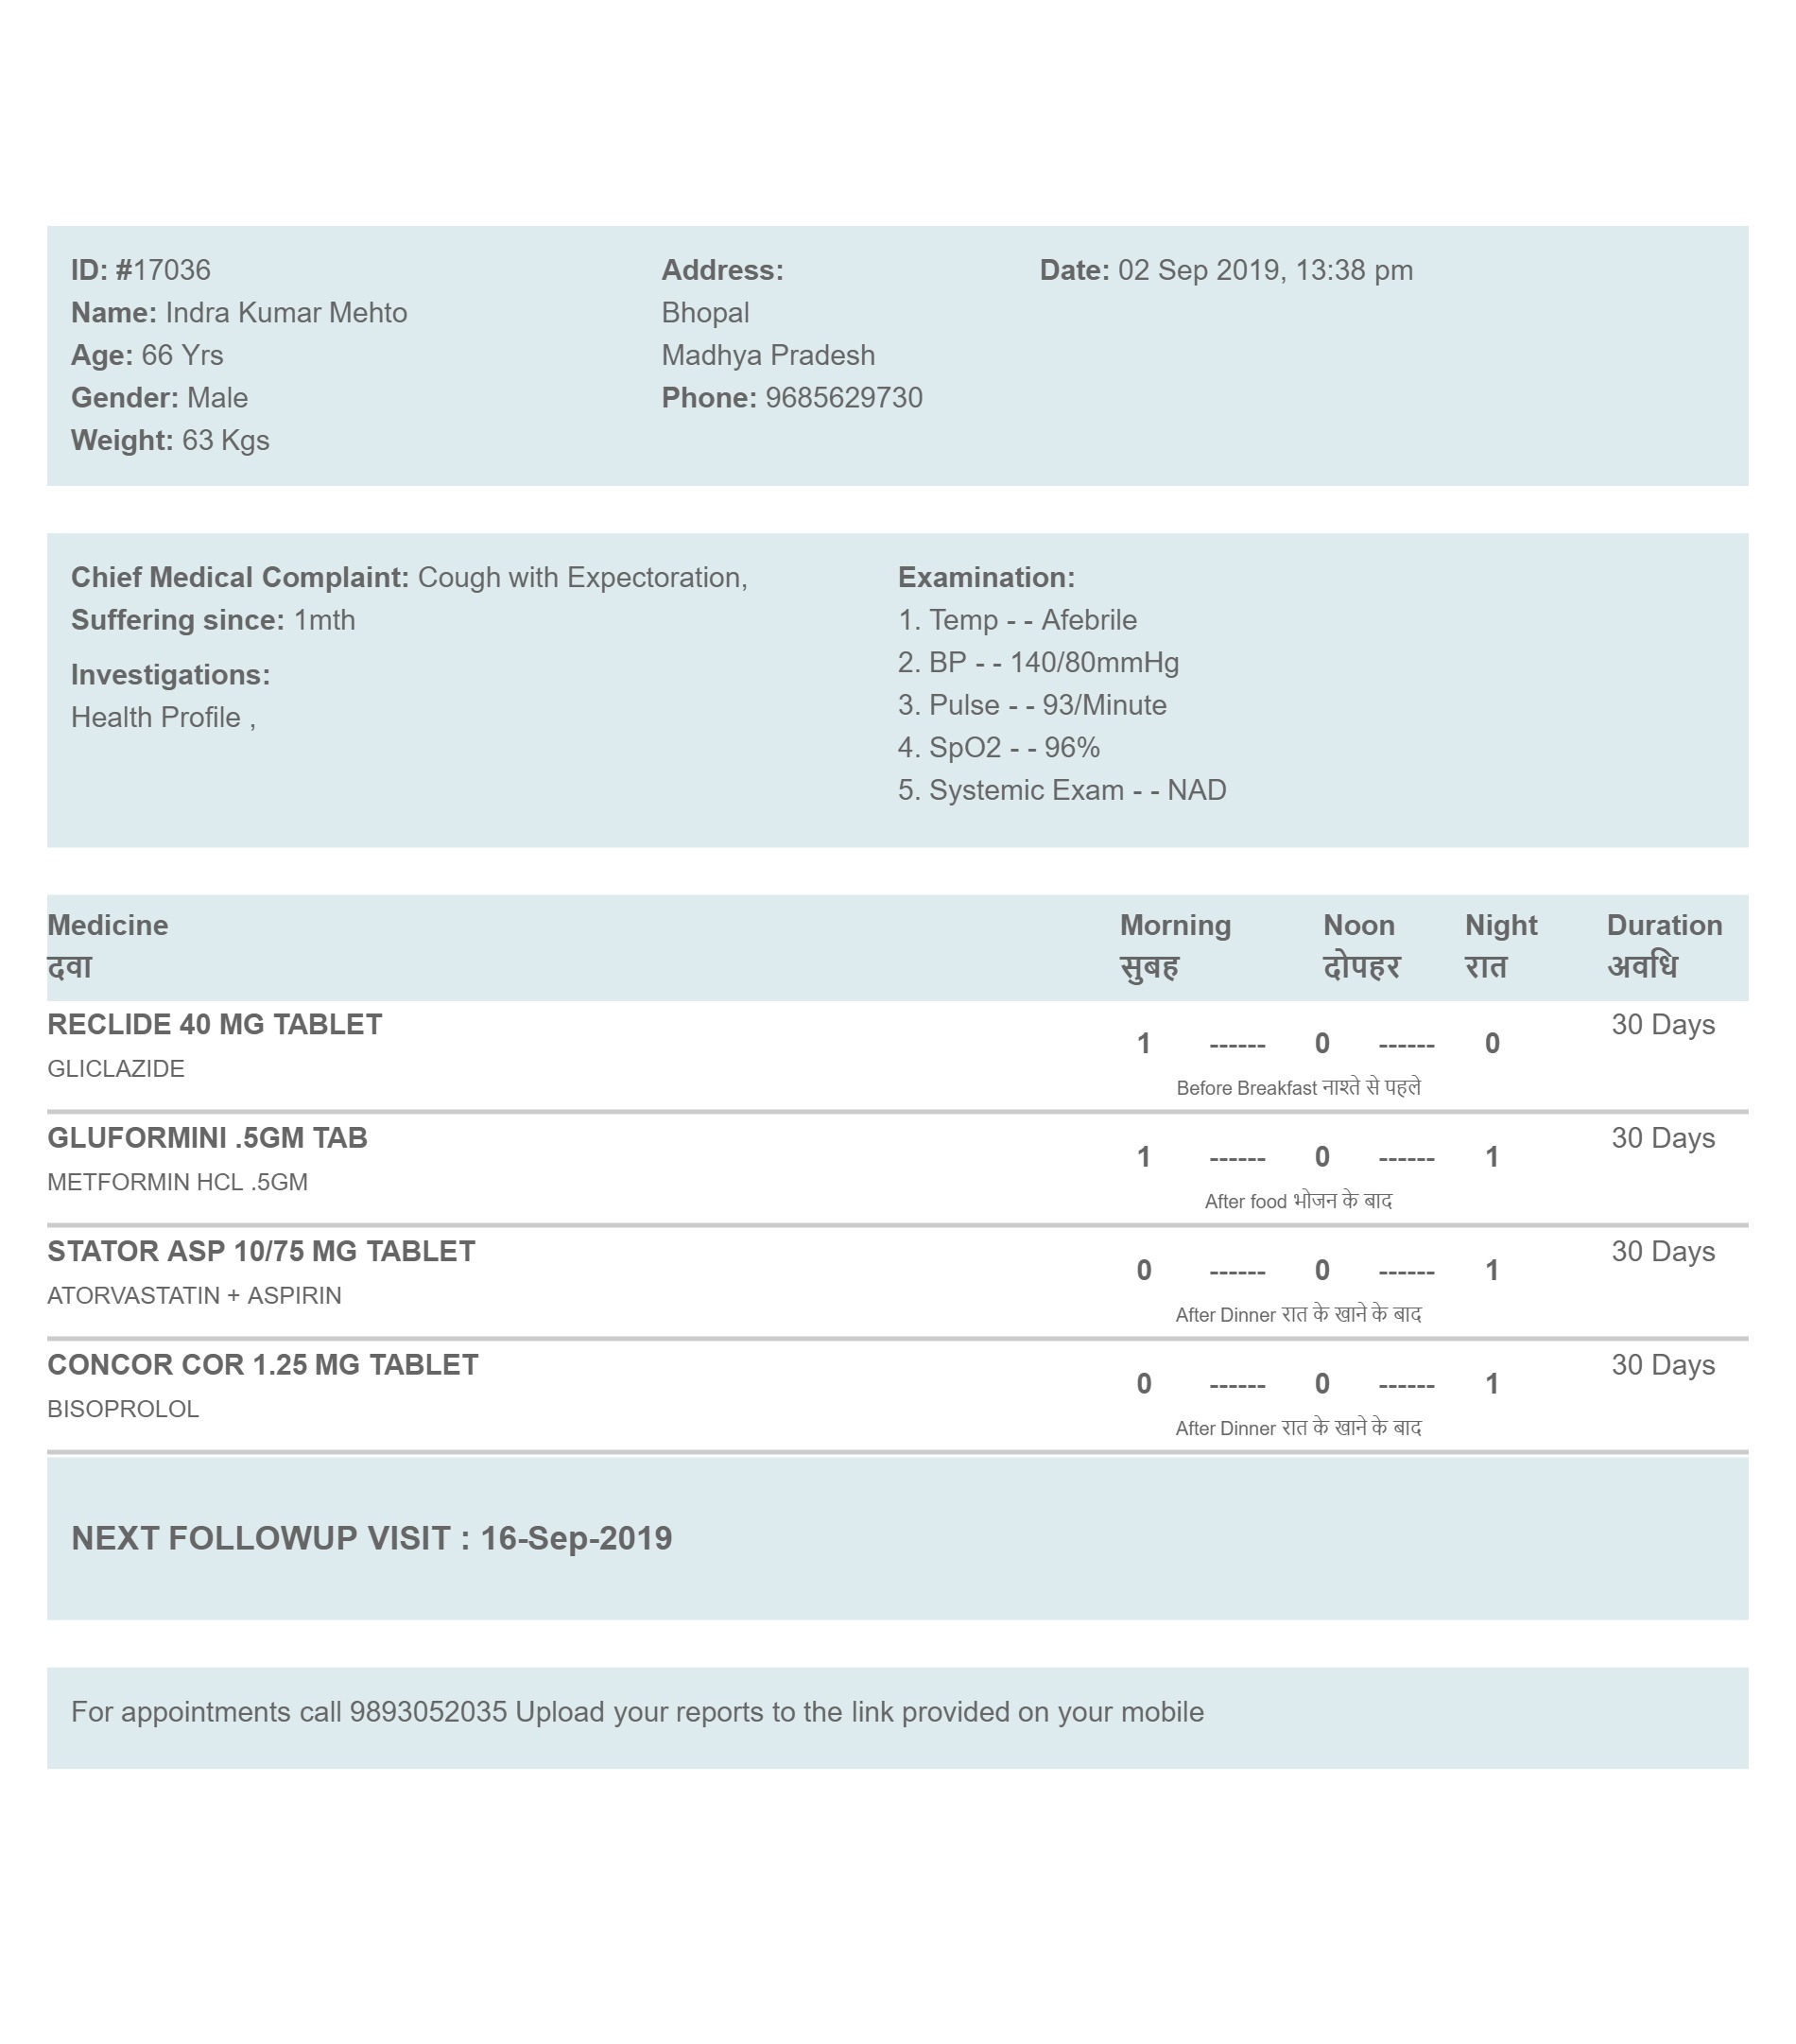 ID: #17036
Name: Indra Kumar Mehto
Age: 66 Yrs
Gender: Male
Weight: 63 Kgs
Address:
Bhopal
Madhya Pradesh
Phone: 9685629730
Date: 02 Sep 2019, 13:38 pm
Chief Medical Complaint: Cough with Expectoration,
Suffering since: 1mth
Investigations:
Health Profile ,
Examination:
1. Temp - - Afebrile
2. BP - - 140/80mmHg
3. Pulse - - 93/Minute
4. SpO2 - - 96%
5. Systemic Exam - - NAD
Medicine Morning Noon Night Duration
दवा सुबह दोपहर रात अवधि
RECLIDE 40 MG TABLET 30 Days
1 ------ 0 ------ 0
GLICLAZIDE
Before Breakfast नाश्ते से पहले
GLUFORMINI .5GM TAB 30 Days
1 ------ 0 ------ 1
METFORMIN HCL .5GM
After food भोजन के बाद
STATOR ASP 10/75 MG TABLET 30 Days
0 ------ 0 ------ 1
ATORVASTATIN + ASPIRIN
After Dinner रात के खाने के बाद
CONCOR COR 1.25 MG TABLET 30 Days
0 ------ 0 ------ 1
BISOPROLOL
After Dinner रात के खाने के बाद
NEXT FOLLOWUP VISIT : 16-Sep-2019
For appointments call 9893052035 Upload your reports to the link provided on your mobile